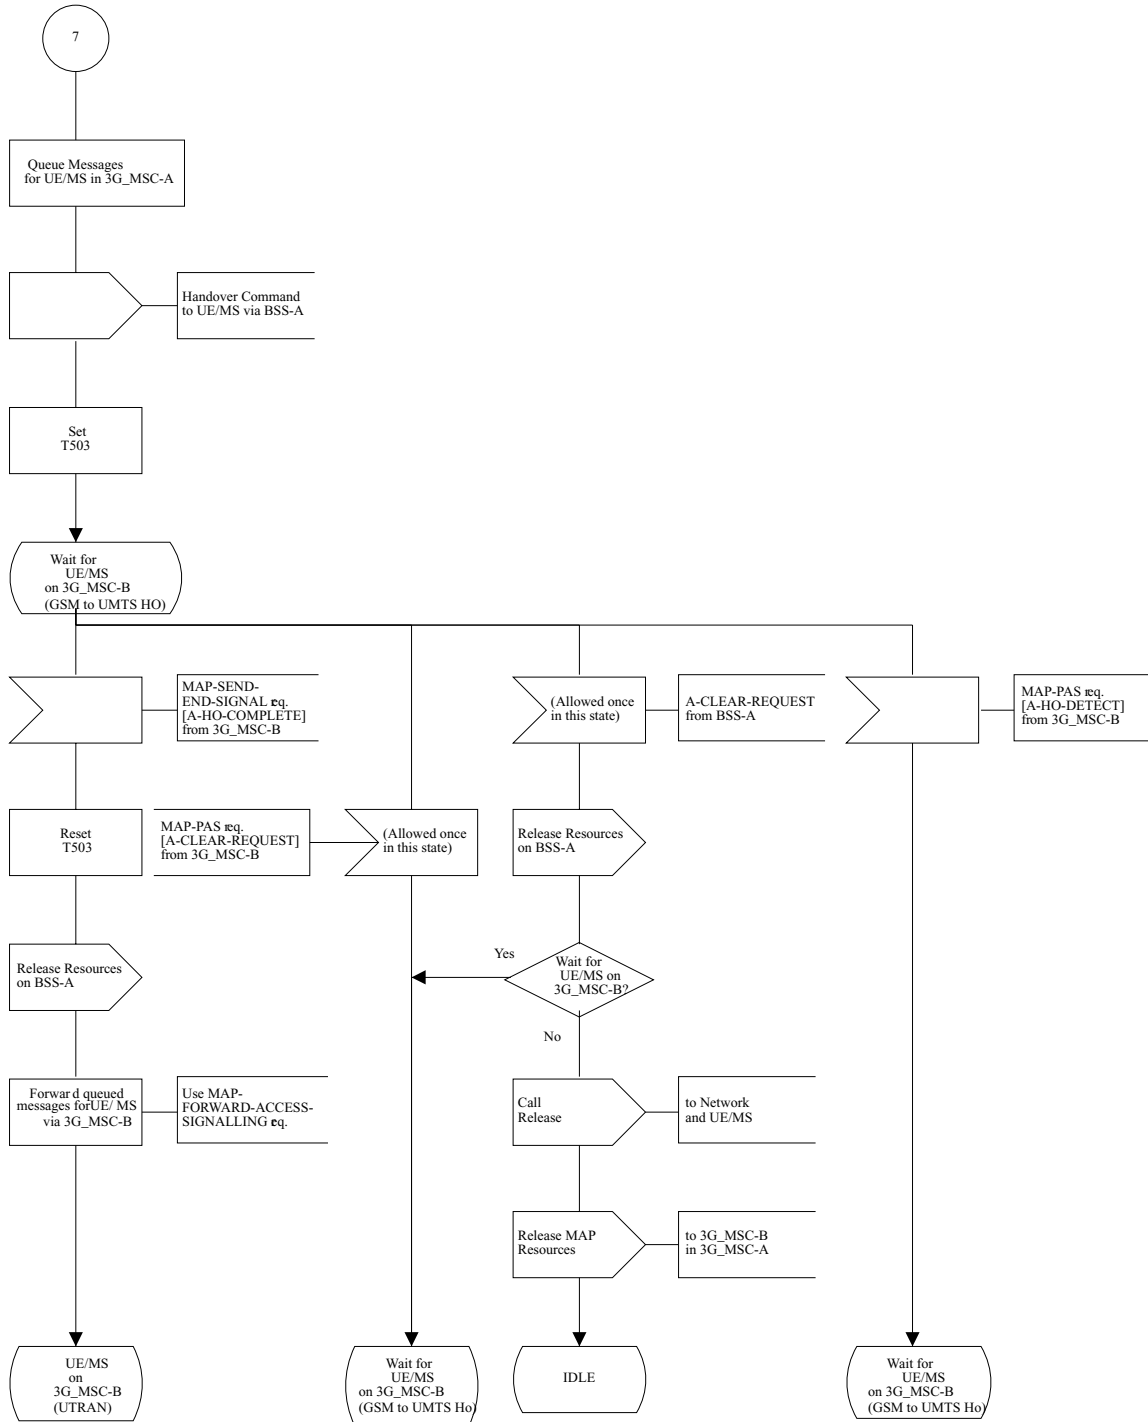 7
Queue Messages
for UE/MS in 3G_MSC-A
Handover Command
to UE/MS via BSS-A
Set
T503
Wait for
UE/MS
on 3G_MSC-B
(GSM to UMTS HO)
MAP-SEND-
END-SIGNAL req.
[A-HO-COMPLETE]
from 3G_MSC-B
(Allowed once
in this state)
A-CLEAR-REQUEST
from BSS-A
MAP-PAS req.
[A-HO-DETECT]
from 3G_MSC-B
Reset
T503
MAP-PAS req.
[A-CLEAR-REQUEST]
from 3G_MSC-B
(Allowed once
in this state)
Release Resources
on BSS-A
Release Resources
on BSS-A
Yes
Wait for
UE/MS on
3G_MSC-B?
No
Forward queued
messages forUE/ MS
via 3G_MSC-B
Use MAP-
FORWARD-ACCESS-
SIGNALLING req.
Call
Release
to Network
and UE/MS
Release MAP
Resources
to 3G_MSC-B
in 3G_MSC-A
UE/MS
on
3G_MSC-B
(UTRAN)
Wait for
UE/MS
on 3G_MSC-B
(GSM to UMTS Ho)
IDLE
Wait for
UE/MS
on 3G_MSC-B
(GSM to UMTS Ho)